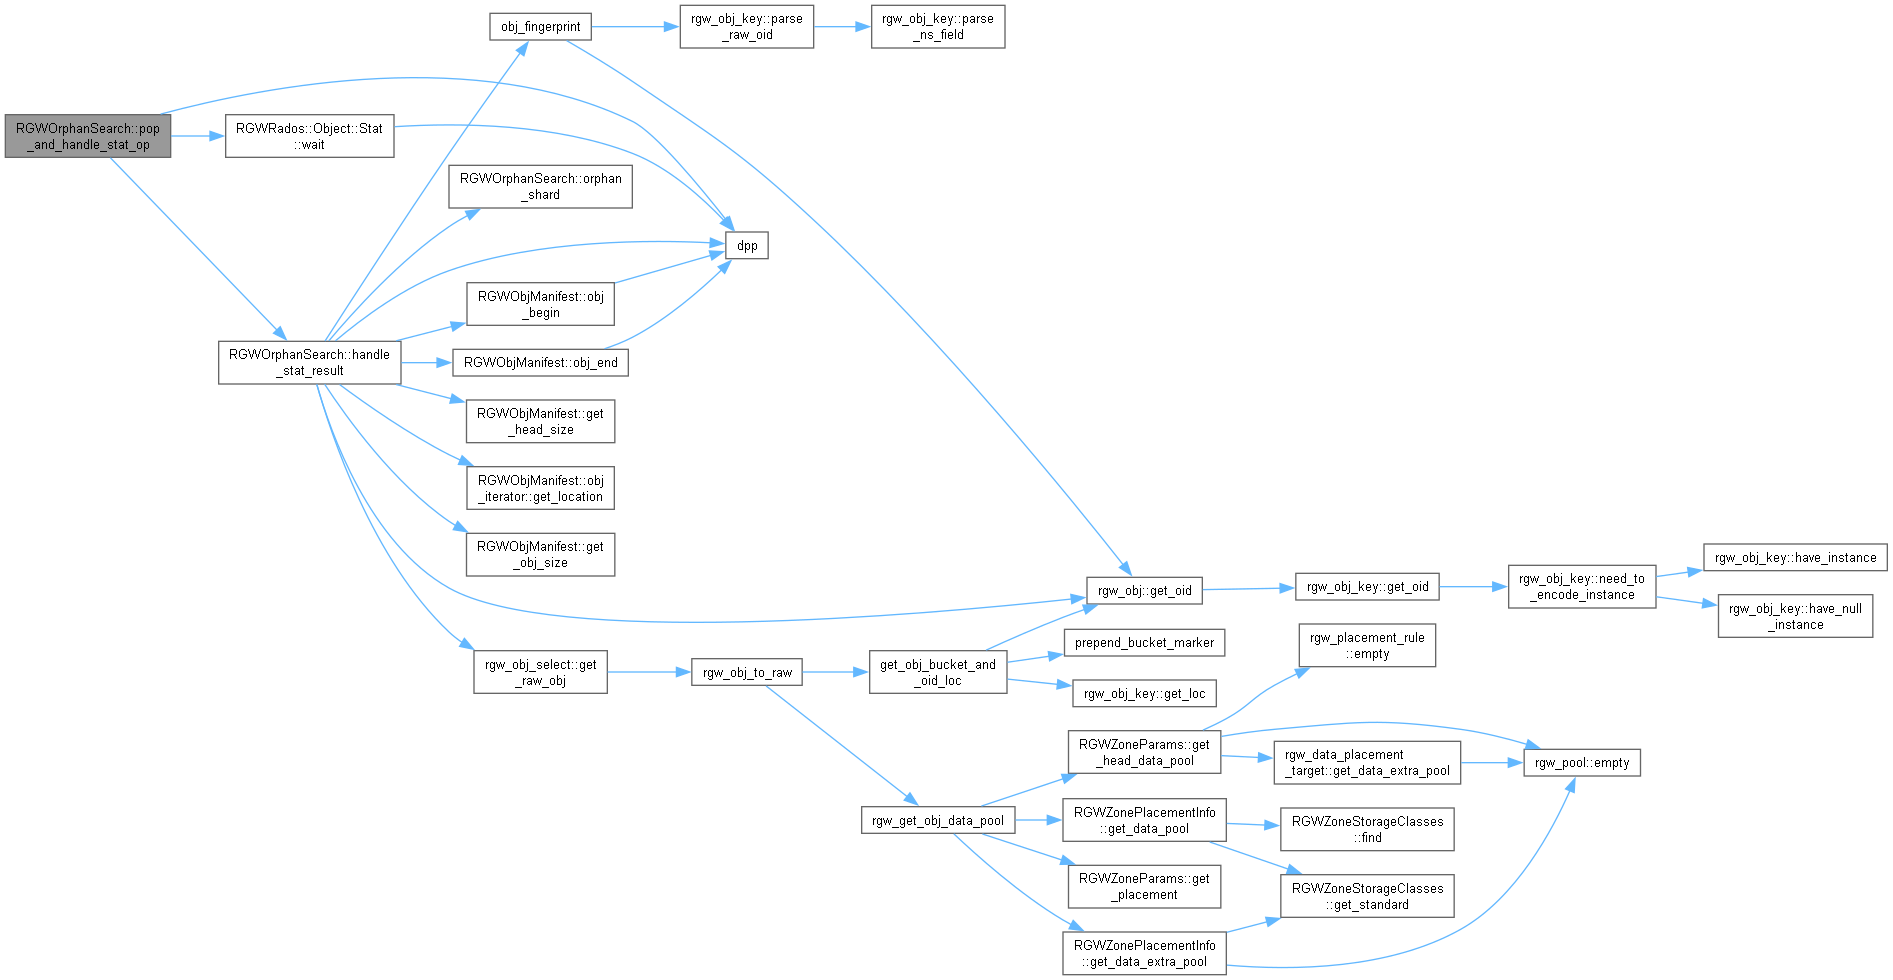 obj_fingerprint
rgw_obj_key::parse
_raw_oid
rgw_obj_key::parse
_ns_field
RGWOrphanSearch::pop
_and_handle_stat_op
RGWRados::Object::Stat
::wait
RGWOrphanSearch::orphan
_shard
dpp
RGWObjManifest::obj
_begin
RGWOrphanSearch::handle
_stat_result
RGWObjManifest::obj_end
RGWObjManifest::get
_head_size
RGWObjManifest::obj
_iterator::get_location
RGWObjManifest::get
_obj_size
rgw_obj::get_oid
rgw_obj_key::get_oid
rgw_obj_key::need_to
_encode_instance
rgw_obj_key::have_instance
rgw_obj_key::have_null
_instance
rgw_obj_select::get
_raw_obj
rgw_obj_to_raw
get_obj_bucket_and
_oid_loc
prepend_bucket_marker
rgw_obj_key::get_loc
rgw_placement_rule
::empty
RGWZoneParams::get
_head_data_pool
rgw_data_placement
_target::get_data_extra_pool
rgw_pool::empty
rgw_get_obj_data_pool
RGWZonePlacementInfo
::get_data_pool
RGWZoneStorageClasses
::find
RGWZoneParams::get
_placement
RGWZoneStorageClasses
::get_standard
RGWZonePlacementInfo
::get_data_extra_pool